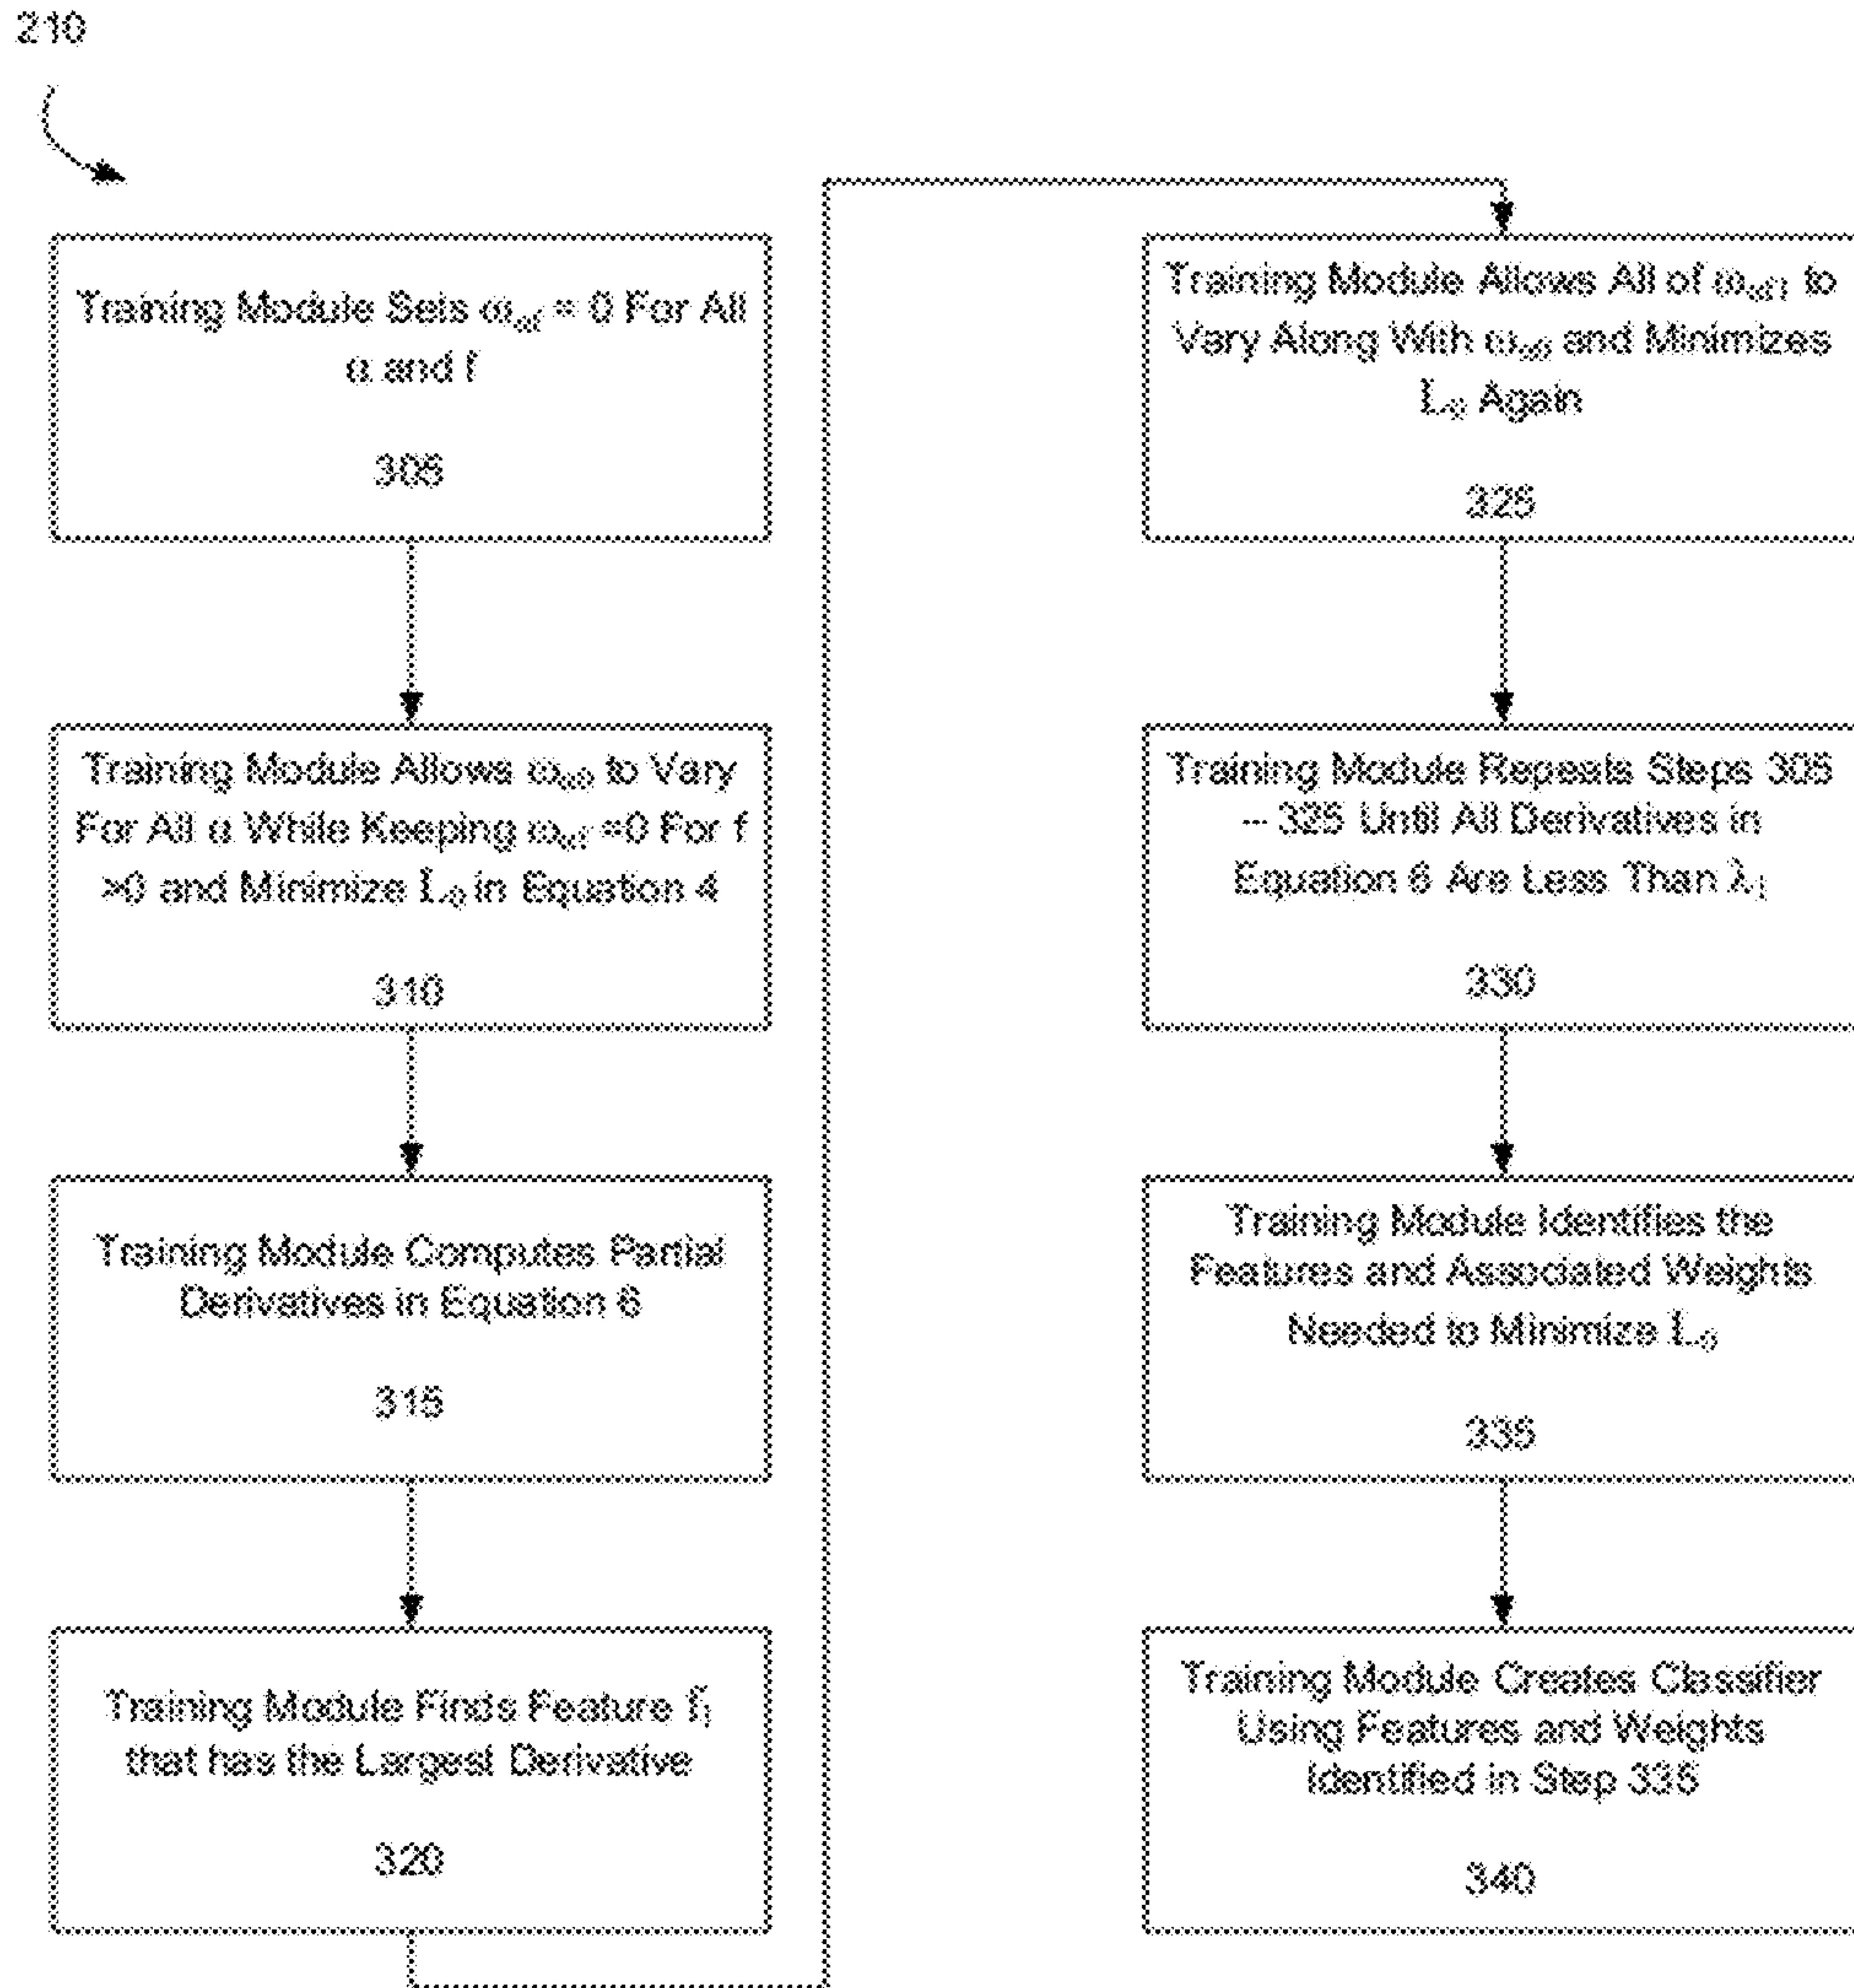 210
Training Module Sets ω_αf = 0 For All
α and f
305
Training Module Allows ω_α0 to Vary
For All α While Keeping ω_αf =0 For f
>0 and Minimize L_0 in Equation 4
310
Training Module Computes Partial
Derivatives in Equation 6
315
Training Module Finds Feature f_1
that has the Largest Derivative
320
Training Module Allows All of ω_αf1 to
Vary Along With ω_α0 and Minimizes
L_0 Again
325
Training Module Repeats Steps 305
– 325 Until All Derivatives in
Equation 6 Are Less Than λ_1
330
Training Module Identifies the
Features and Associated Weights
Needed to Minimize L_0
335
Training Module Creates Classifier
Using Features and Weights
Identified in Step 335
340